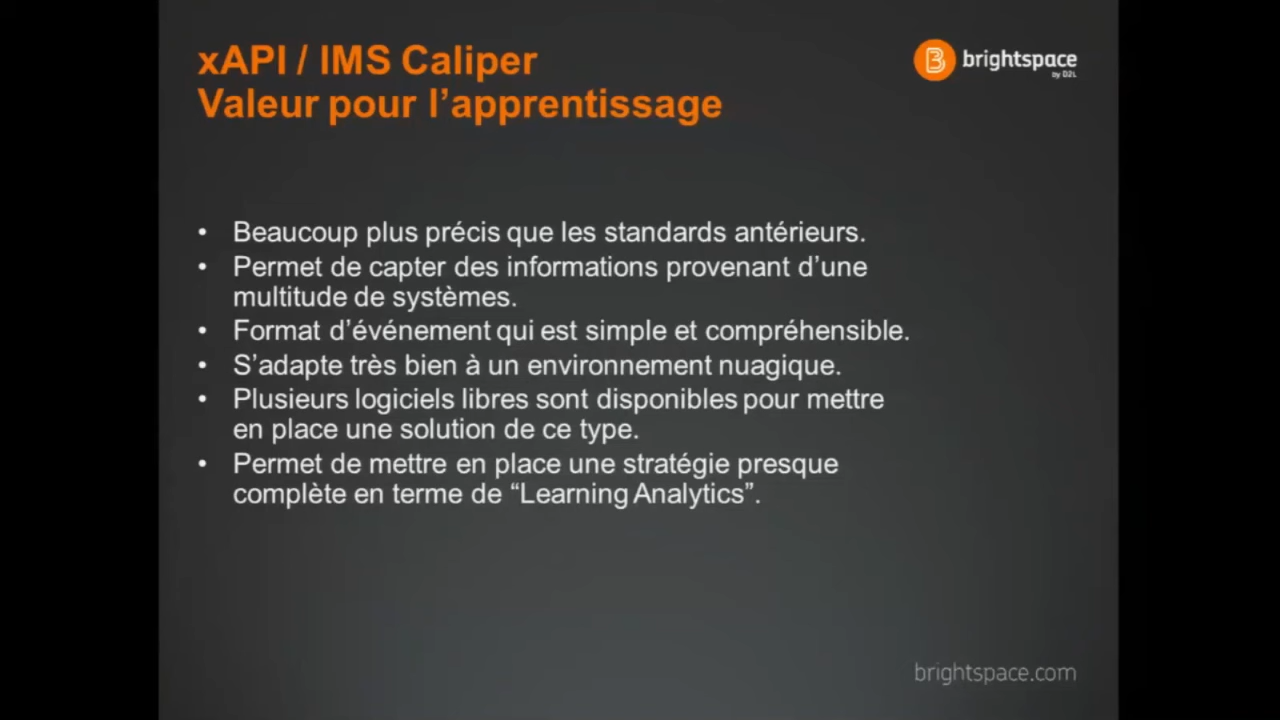 xAPI / IMS Caliper
Valeur pour l’apprentissage
brightspace
by D2L
• Beaucoup plus précis que les standards antérieurs.
• Permet de capter des informations provenant d’une
multitude de systèmes.
• Format d’événement qui est simple et compréhensible.
• S’adapte très bien à un environnement nuagique.
• Plusieurs logiciels libres sont disponibles pour mettre
en place une solution de ce type.
• Permet de mettre en place une stratégie presque
complète en terme de “Learning Analytics”.
brightspace.com